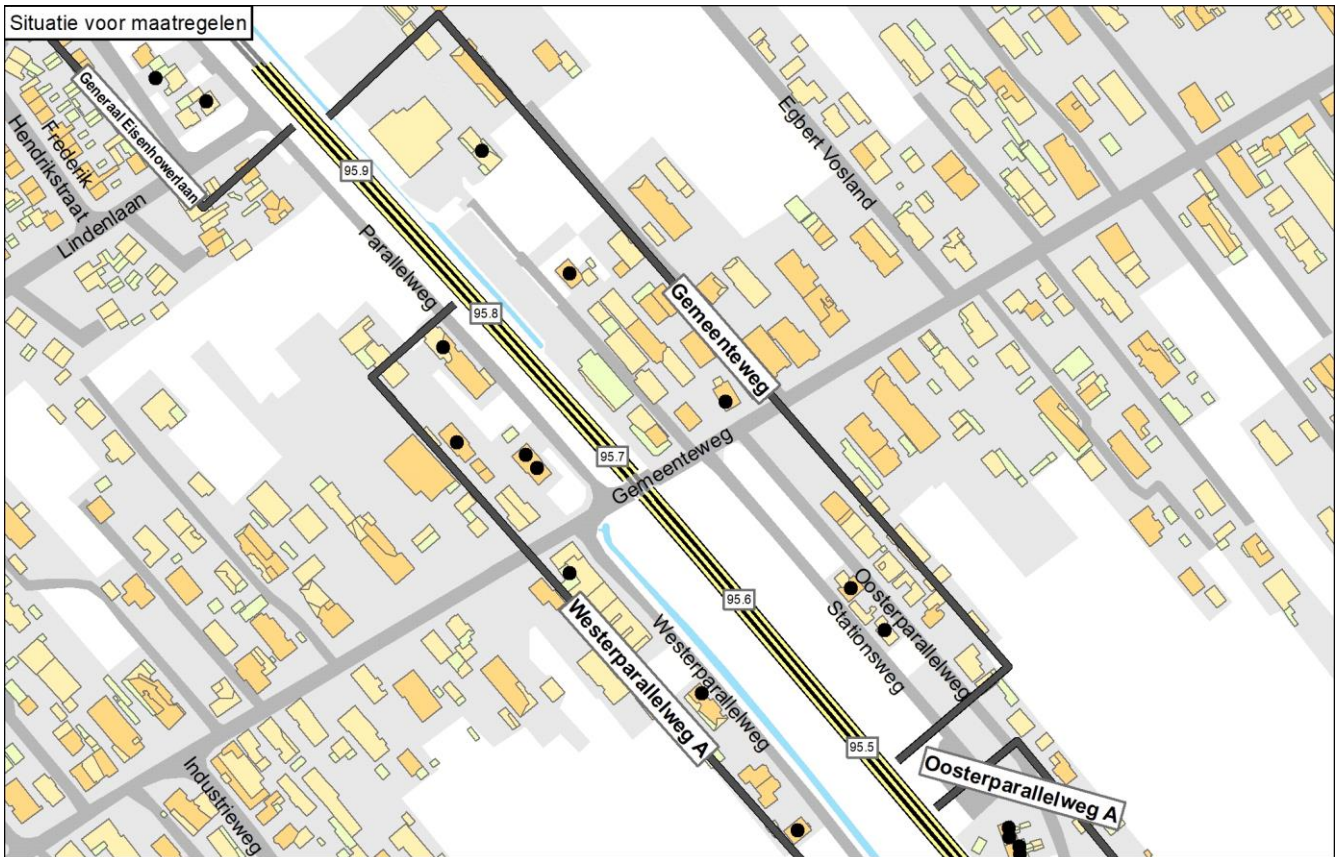 Situatie voor maatregelen
Generaal Eisenhowerlaan
Frederik
Hendrikstraat
Lindenlaan
Parallelweg
95.9
95.8
Egbert Vosland
Gemeenteweg
95.7
Gemeenteweg
95.6
Westerparallelweg A
Westerparallelweg
Oosterparallelweg
Stationsweg
95.5
Oosterparallelweg A
Industrieweg